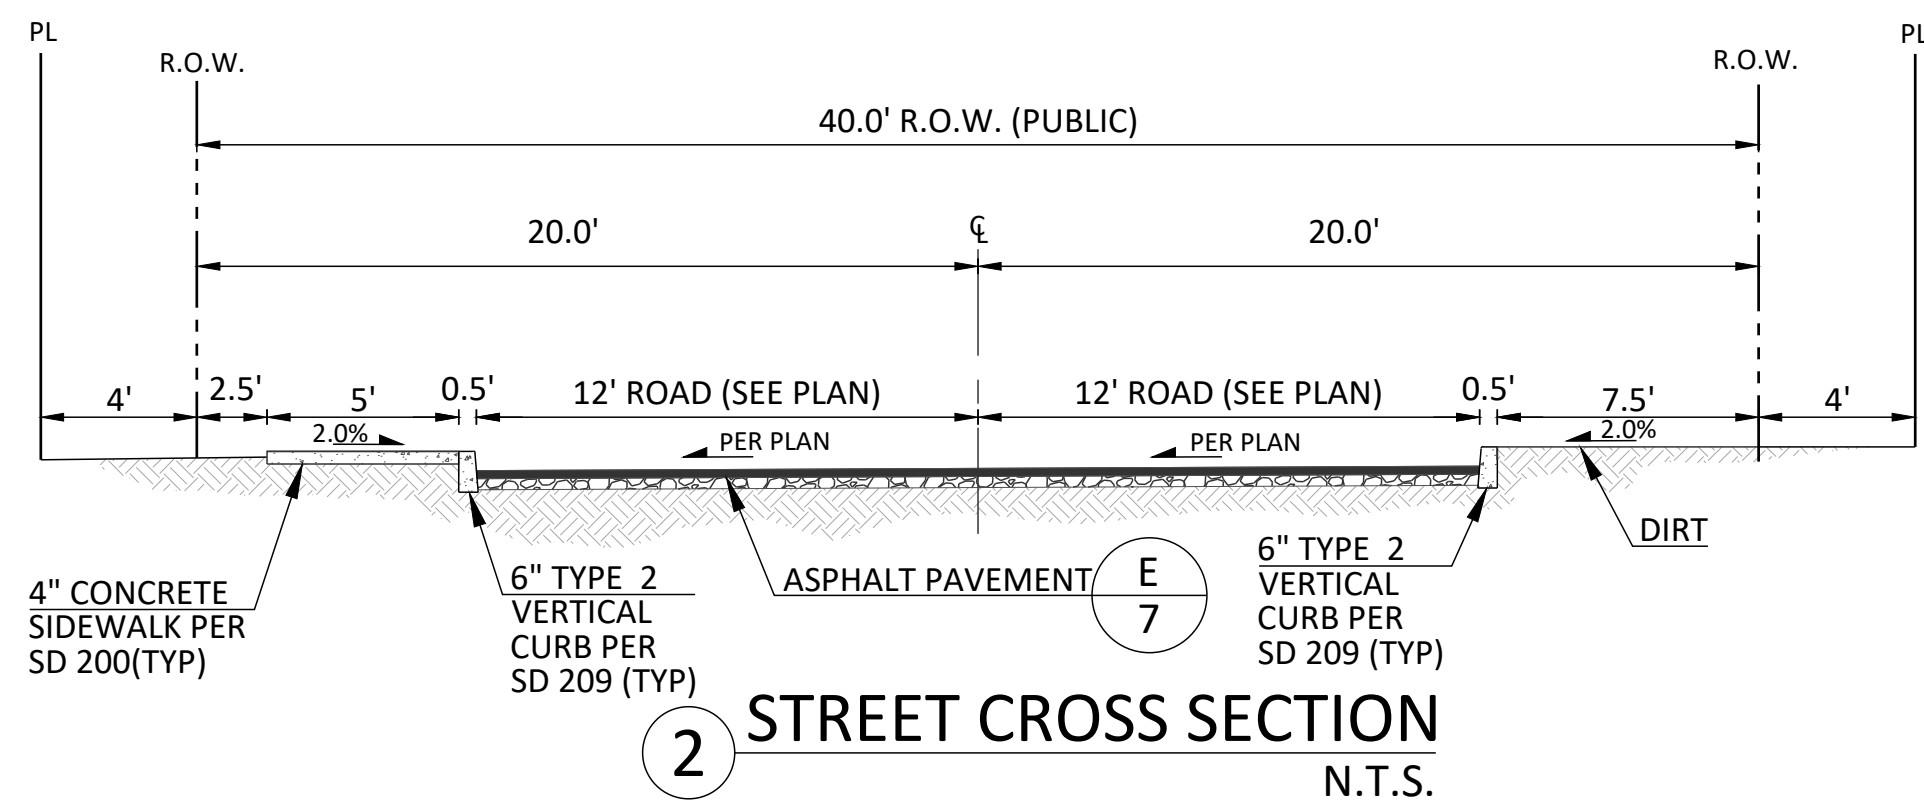 PL
PL
R.O.W.
R.O.W.
40.0' R.O.W. (PUBLIC)
20.0'
℄
20.0'
4'
2.5'
5'
0.5'
12' ROAD (SEE PLAN)
12' ROAD (SEE PLAN)
0.5'
7.5'
4'
2.0%
PER PLAN
PER PLAN
2.0%
4" CONCRETE
SIDEWALK PER
SD 200(TYP)
6" TYPE 2
VERTICAL
CURB PER
SD 209 (TYP)
ASPHALT PAVEMENT
E
7
6" TYPE 2
VERTICAL
CURB PER
SD 209 (TYP)
DIRT
2
STREET CROSS SECTION
N.T.S.